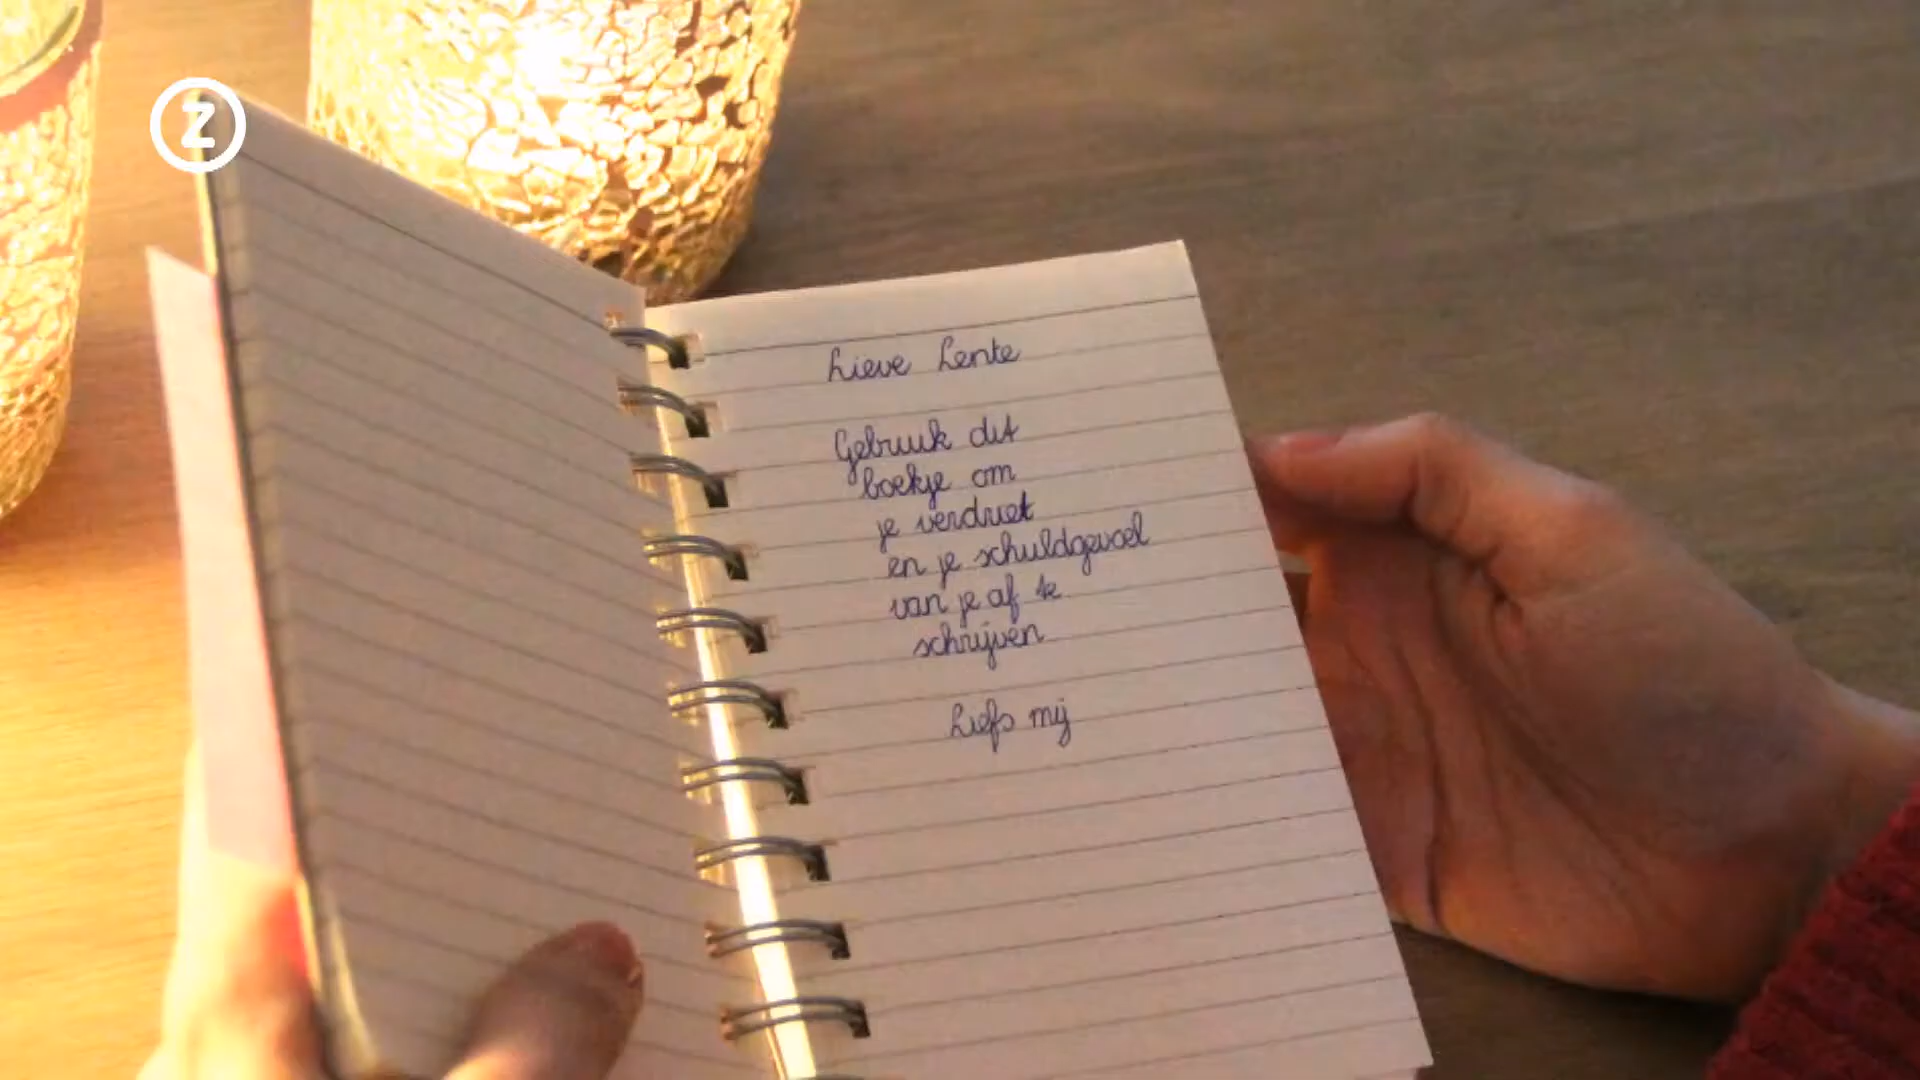 Z
Lieve Lente
Gebruik dit
boekje om
je verdriet
en je schuldgevoel
van je af te
schrijven
Liefs mij